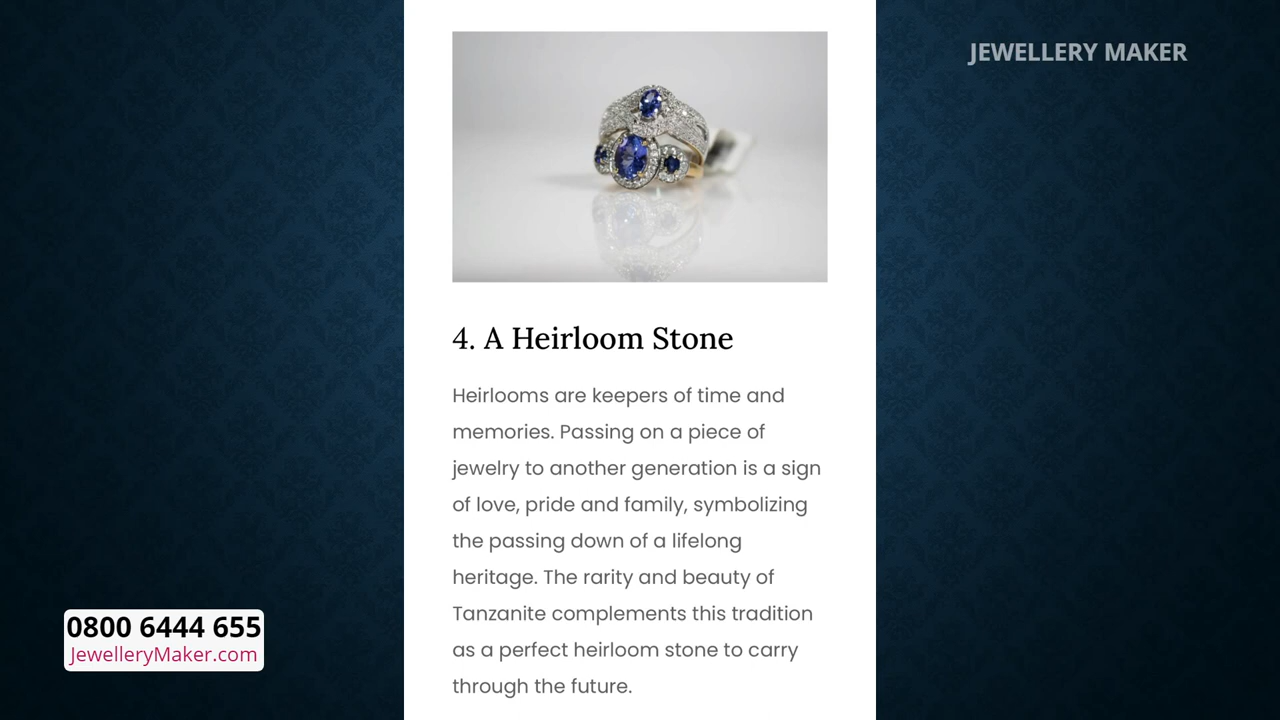 JEWELLERY MAKER
4. A Heirloom Stone
Heirlooms are keepers of time and
memories. Passing on a piece of
jewelry to another generation is a sign
of love, pride and family, symbolizing
the passing down of a lifelong
heritage. The rarity and beauty of
Tanzanite complements this tradition
as a perfect heirloom stone to carry
through the future.
0800 6444 655
JewelleryMaker.com